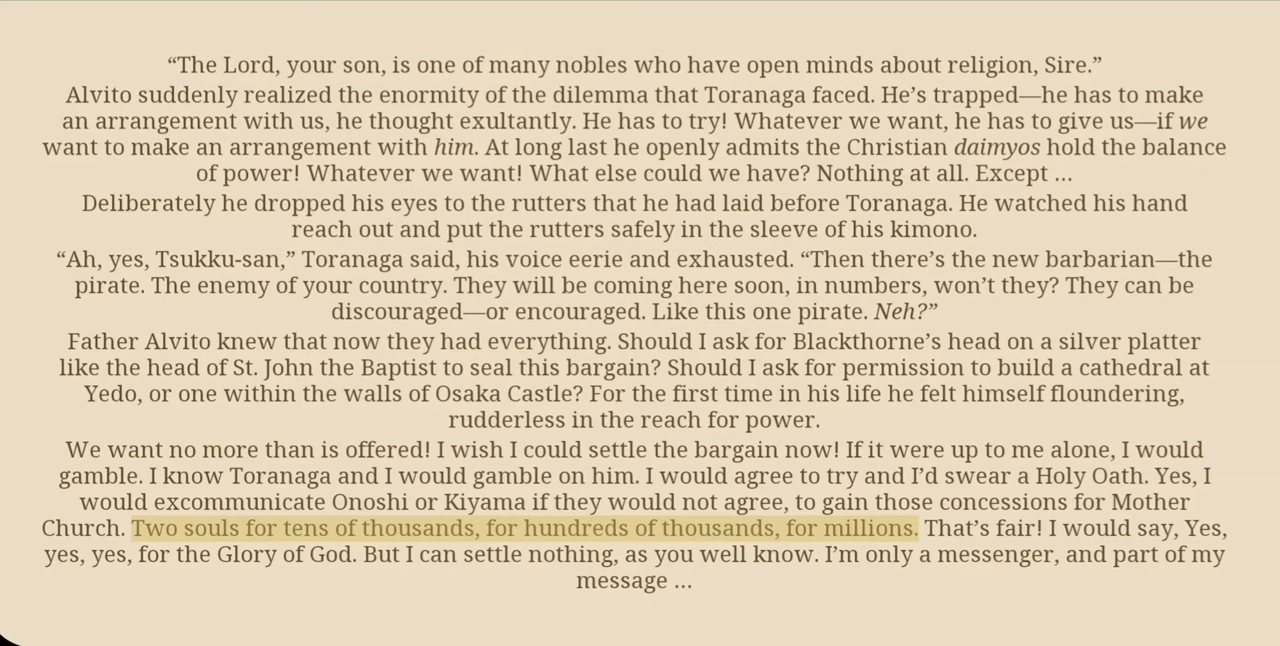 “The Lord, your son, is one of many nobles who have open minds about religion, Sire.”
Alvito suddenly realized the enormity of the dilemma that Toranaga faced. He’s trapped—he has to make
an arrangement with us, he thought exultantly. He has to try! Whatever we want, he has to give us—if we
want to make an arrangement with him. At long last he openly admits the Christian daimyos hold the balance
of power! Whatever we want! What else could we have? Nothing at all. Except ...
Deliberately he dropped his eyes to the rutters that he had laid before Toranaga. He watched his hand
reach out and put the rutters safely in the sleeve of his kimono.
“Ah, yes, Tsukku-san,” Toranaga said, his voice eerie and exhausted. “Then there’s the new barbarian—the
pirate. The enemy of your country. They will be coming here soon, in numbers, won’t they? They can be
discouraged—or encouraged. Like this one pirate. Neh?”
Father Alvito knew that now they had everything. Should I ask for Blackthorne’s head on a silver platter
like the head of St. John the Baptist to seal this bargain? Should I ask for permission to build a cathedral at
Yedo, or one within the walls of Osaka Castle? For the first time in his life he felt himself floundering,
rudderless in the reach for power.
We want no more than is offered! I wish I could settle the bargain now! If it were up to me alone, I would
gamble. I know Toranaga and I would gamble on him. I would agree to try and I’d swear a Holy Oath. Yes, I
would excommunicate Onoshi or Kiyama if they would not agree, to gain those concessions for Mother
Church. Two souls for tens of thousands, for hundreds of thousands, for millions. That’s fair! I would say, Yes,
yes, yes, for the Glory of God. But I can settle nothing, as you well know. I’m only a messenger, and part of my
message ...